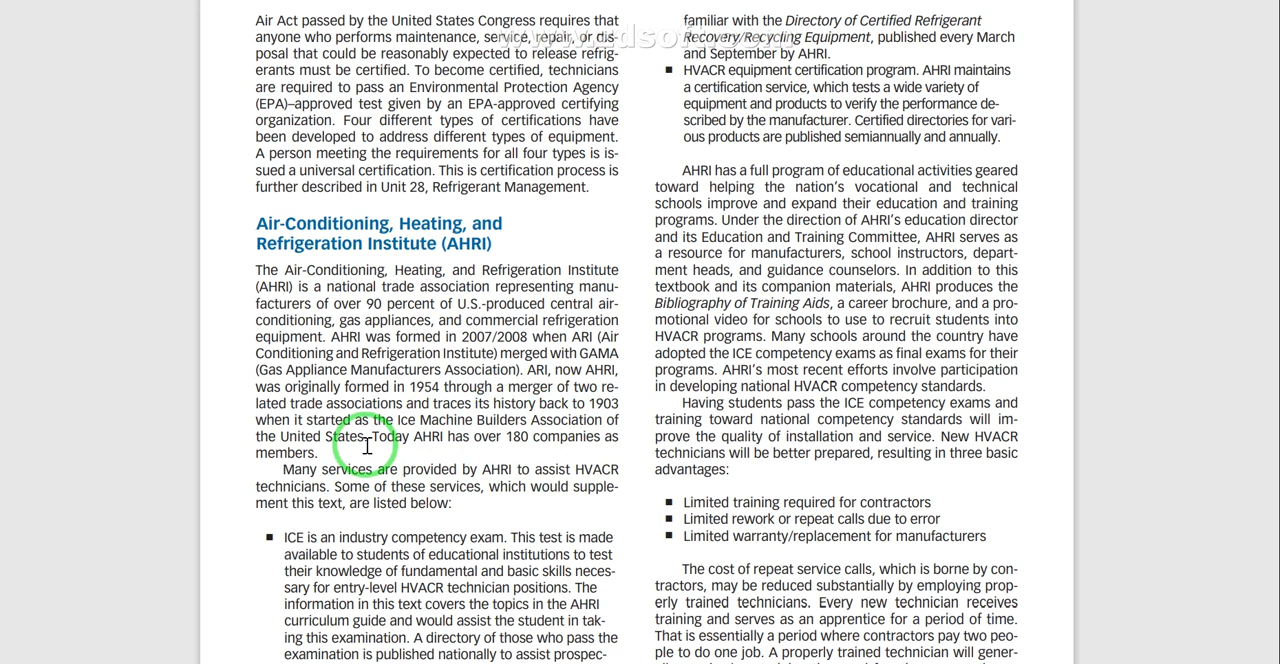 Air Act passed by the United States Congress requires that
anyone who performs maintenance, service, repair, or dis-
posal that could be reasonably expected to release refrig-
erants must be certified. To become certified, technicians
are required to pass an Environmental Protection Agency
(EPA)–approved test given by an EPA-approved certifying
organization. Four different types of certifications have
been developed to address different types of equipment.
A person meeting the requirements for all four types is is-
sued a universal certification. This is certification process is
further described in Unit 28, Refrigerant Management.
Air-Conditioning, Heating, and
Refrigeration Institute (AHRI)
The Air-Conditioning, Heating, and Refrigeration Institute
(AHRI) is a national trade association representing manu-
facturers of over 90 percent of U.S.-produced central air-
conditioning, gas appliances, and commercial refrigeration
equipment. AHRI was formed in 2007/2008 when ARI (Air
Conditioning and Refrigeration Institute) merged with GAMA
(Gas Appliance Manufacturers Association). ARI, now AHRI,
was originally formed in 1954 through a merger of two re-
lated trade associations and traces its history back to 1903
when it started as the Ice Machine Builders Association of
the United States. Today AHRI has over 180 companies as
members.
Many services are provided by AHRI to assist HVACR
technicians. Some of these services, which would supple-
ment this text, are listed below:
■ ICE is an industry competency exam. This test is made
available to students of educational institutions to test
their knowledge of fundamental and basic skills neces-
sary for entry-level HVACR technician positions. The
information in this text covers the topics in the AHRI
curriculum guide and would assist the student in tak-
ing this examination. A directory of those who pass the
examination is published nationally to assist prospec-
familiar with the Directory of Certified Refrigerant
Recovery/Recycling Equipment, published every March
and September by AHRI.
■ HVACR equipment certification program. AHRI maintains
a certification service, which tests a wide variety of
equipment and products to verify the performance de-
scribed by the manufacturer. Certified directories for vari-
ous products are published semiannually and annually.
AHRI has a full program of educational activities geared
toward helping the nation's vocational and technical
schools improve and expand their education and training
programs. Under the direction of AHRI's education director
and its Education and Training Committee, AHRI serves as
a resource for manufacturers, school instructors, depart-
ment heads, and guidance counselors. In addition to this
textbook and its companion materials, AHRI produces the
Bibliography of Training Aids, a career brochure, and a pro-
motional video for schools to use to recruit students into
HVACR programs. Many schools around the country have
adopted the ICE competency exams as final exams for their
programs. AHRI's most recent efforts involve participation
in developing national HVACR competency standards.
Having students pass the ICE competency exams and
training toward national competency standards will im-
prove the quality of installation and service. New HVACR
technicians will be better prepared, resulting in three basic
advantages:
■ Limited training required for contractors
■ Limited rework or repeat calls due to error
■ Limited warranty/replacement for manufacturers
The cost of repeat service calls, which is borne by con-
tractors, may be reduced substantially by employing prop-
erly trained technicians. Every new technician receives
training and serves as an apprentice for a period of time.
That is essentially a period where contractors pay two peo-
ple to do one job. A properly trained technician will gener-
www.zdsoft.com